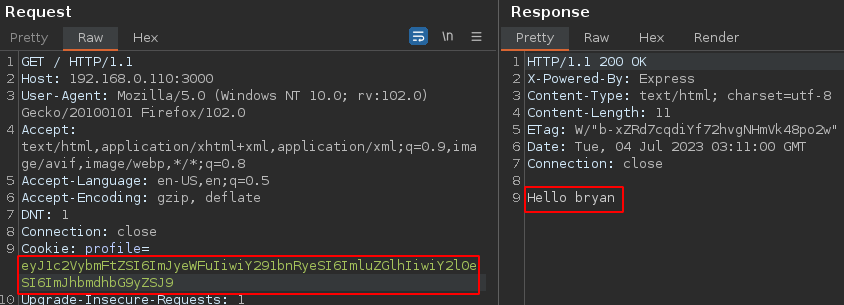 Request
Pretty Raw Hex
\n
1 GET / HTTP/1.1
2 Host: 192.168.0.110:3000
3 User-Agent: Mozilla/5.0 (Windows NT 10.0; rv:102.0)
Gecko/20100101 Firefox/102.0
4 Accept:
text/html,application/xhtml+xml,application/xml;q=0.9,ima
ge/avif,image/webp,*/*;q=0.8
5 Accept-Language: en-US,en;q=0.5
6 Accept-Encoding: gzip, deflate
7 DNT: 1
8 Connection: close
9 Cookie: profile=
eyJ1c2VybmFtZSI6ImJyeWFuIiwiY291bnRyeSI6ImluZGlhIiwiY2l0e
SI6ImJhbmdhbG9yZSJ9
10 Upgrade-Insecure-Requests: 1
Response
Pretty Raw Hex Render
1 HTTP/1.1 200 OK
2 X-Powered-By: Express
3 Content-Type: text/html; charset=utf-8
4 Content-Length: 11
5 ETag: W/"b-xZRd7cqdiYf72hvgNHmVk48po2w"
6 Date: Tue, 04 Jul 2023 03:11:00 GMT
7 Connection: close
8
9 Hello bryan